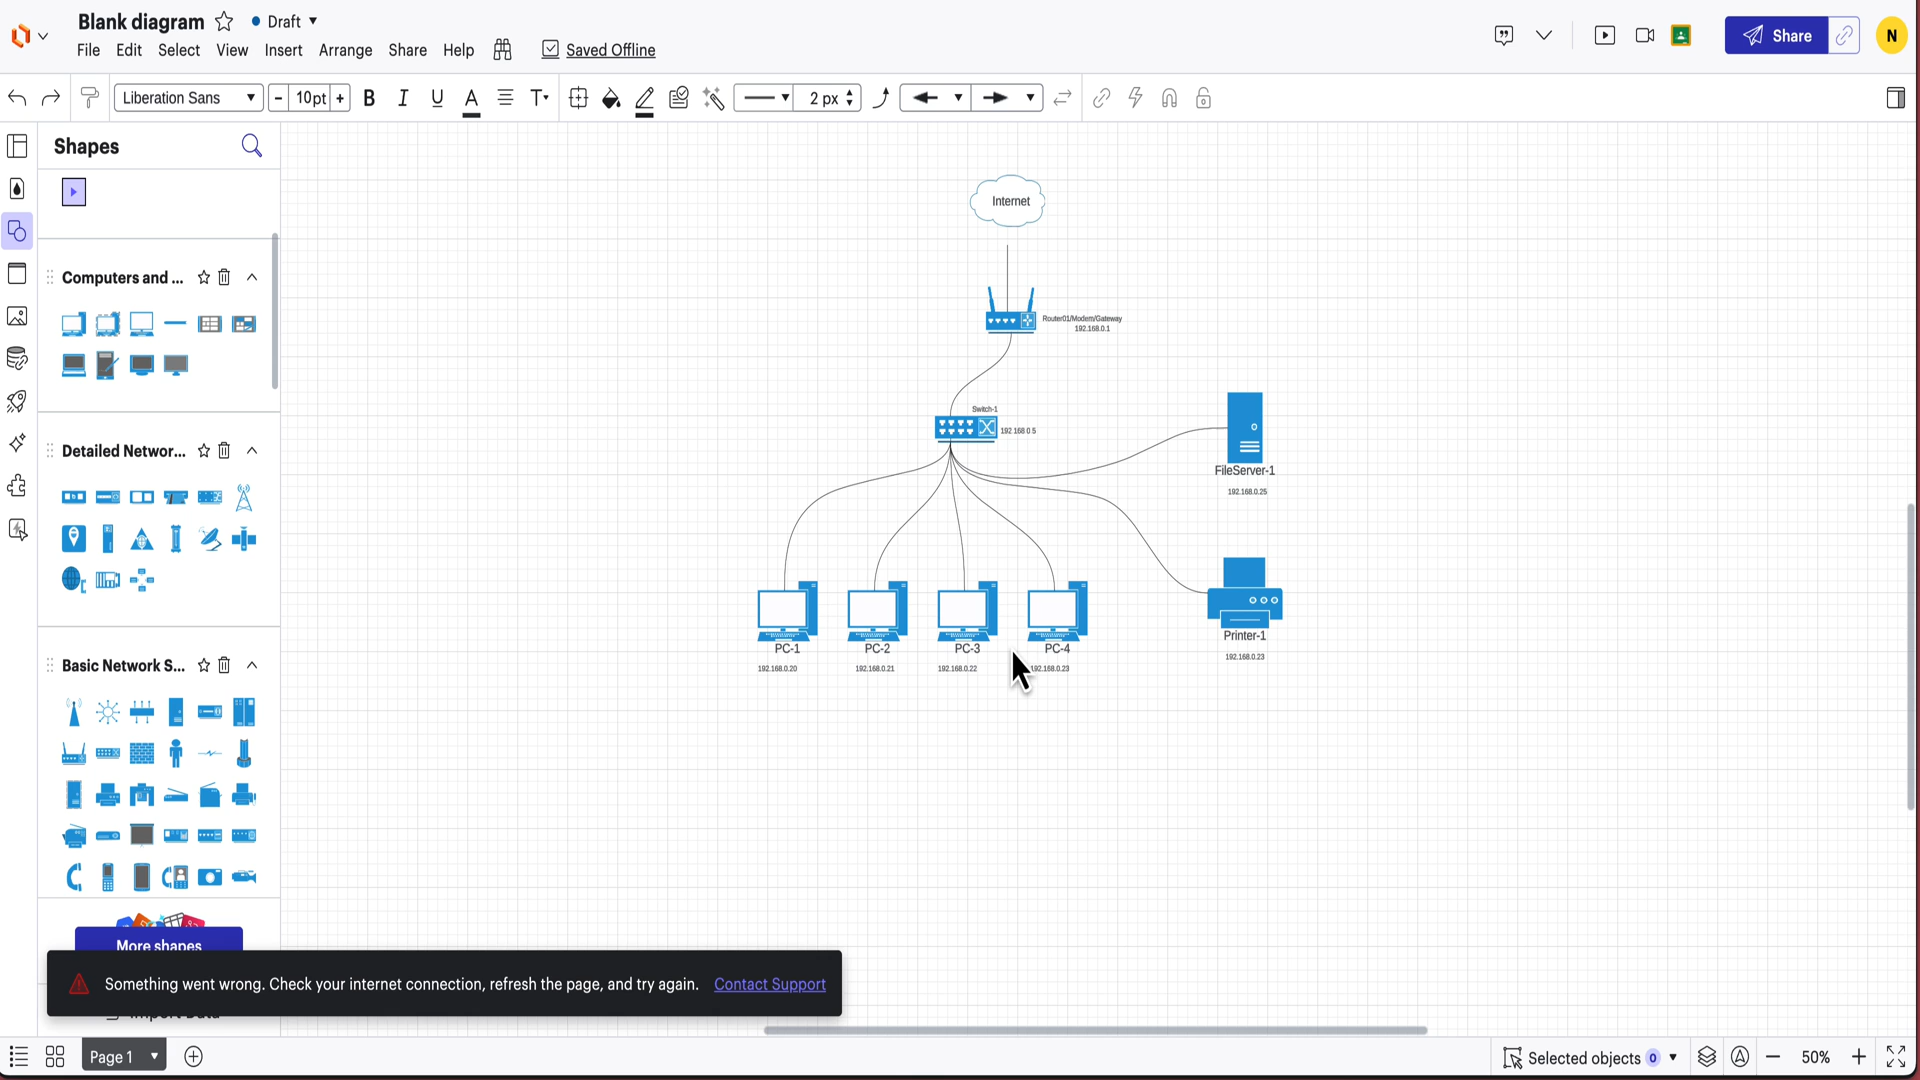 Blank diagram
Draft
File Edit Select View Insert Arrange Share Help
Saved Offline
Share
N
Liberation Sans
- 10pt +
B I U A T
2 px
Shapes
Computers and ...
Detailed Networ...
Basic Network S...
More shapes
Internet
Router01/Modem/Gateway
192.168.0.1
Switch-1
192.168.0.5
FileServer-1
192.168.0.25
PC-1
192.168.0.20
PC-2
192.168.0.21
PC-3
192.168.0.22
PC-4
192.168.0.23
Printer-1
192.168.0.23
Something went wrong. Check your internet connection, refresh the page, and try again. Contact Support
Page 1
Selected objects 0
50%